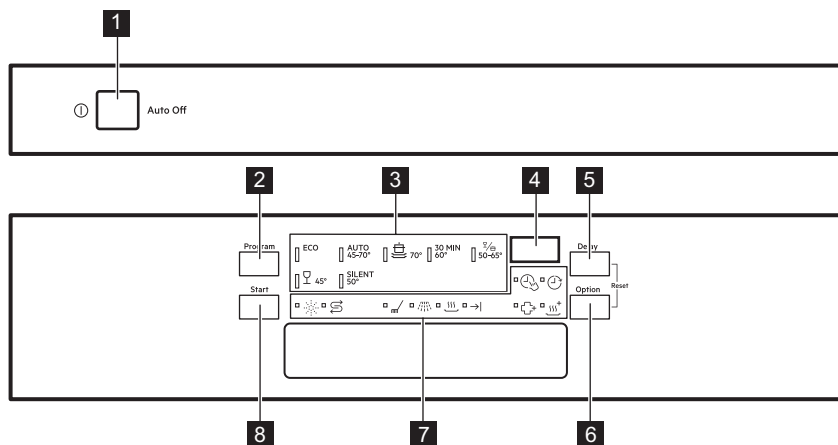 1
Auto Off
2
3
4
5
Program
ECO
AUTO
45-70°
70°
30 MIN
60°
50-65°
Delay
45°
SILENT
50°
Start
Option
Reset
8
7
6